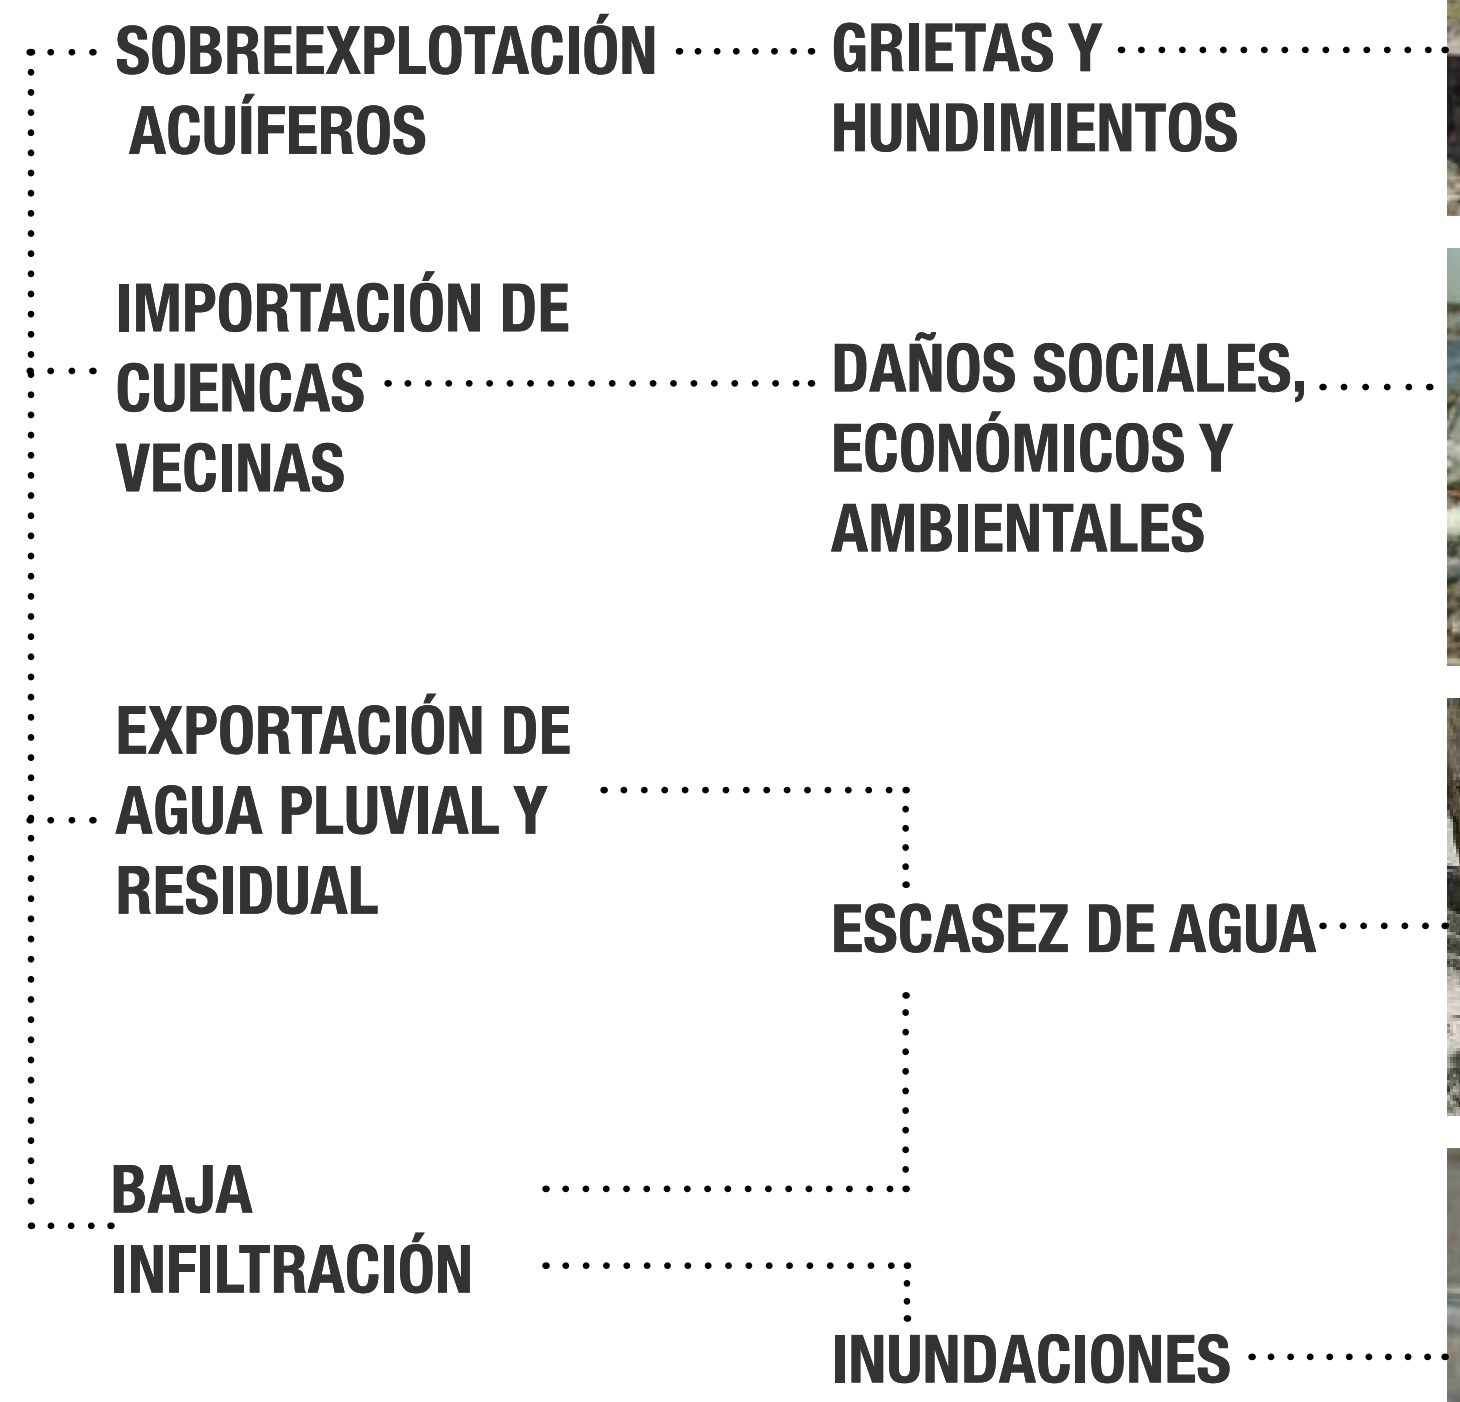 SOBREEXPLOTACIÓN
ACUÍFEROS
GRIETAS Y
HUNDIMIENTOS
IMPORTACIÓN DE
CUENCAS
VECINAS
DAÑOS SOCIALES,
ECONÓMICOS Y
AMBIENTALES
EXPORTACIÓN DE
AGUA PLUVIAL Y
RESIDUAL
ESCASEZ DE AGUA
BAJA
INFILTRACIÓN
INUNDACIONES